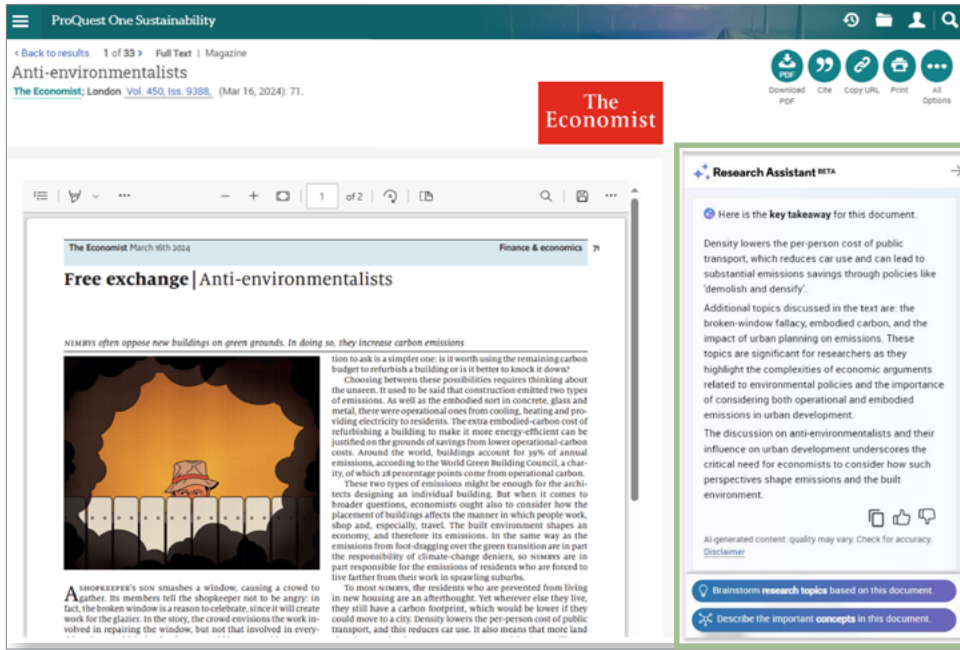 ProQuest One Sustainability
‹ Back to results 1 of 33 › Full Text | Magazine
Anti-environmentalists
The Economist; London Vol. 450, Iss. 9388, (Mar 16, 2024): 71.
PDF
Download PDF
Cite
Copy URL
Print
All Options
The
Economist
1 of 2
The Economist March 16th 2024 Finance & economics 71
Free exchange | Anti-environmentalists
NIMBYS often oppose new buildings on green grounds. In doing so, they increase carbon emissions
A SHOPKEEPER'S SON smashes a window, causing a crowd to
gather. Its members tell the shopkeeper not to be angry: in
fact, the broken window is a reason to celebrate, since it will create
work for the glazier. In the story, the crowd envisions the work in-
volved in repairing the window, but not that involved in every-
tion to ask is a simpler one: is it worth using the remaining carbon
budget to refurbish a building or is it better to knock it down?
Choosing between these possibilities requires thinking about
the unseen. It used to be said that construction emitted two types
of emissions. As well as the embodied sort in concrete, glass and
metal, there were operational ones from cooling, heating and pro-
viding electricity to residents. The extra embodied-carbon cost of
refurbishing a building to make it more energy-efficient can be
justified on the grounds of savings from lower operational-carbon
costs. Around the world, buildings account for 39% of annual
emissions, according to the World Green Building Council, a char-
ity, of which 28 percentage points come from operational carbon.
These two types of emissions might be enough for the archi-
tects designing an individual building. But when it comes to
broader questions, economists ought also to consider how the
placement of buildings affects the manner in which people work,
shop and, especially, travel. The built environment shapes an
economy, and therefore its emissions. In the same way as the
emissions from foot-dragging over the green transition are in part
the responsibility of climate-change deniers, so NIMBYS are in
part responsible for the emissions of residents who are forced to
live farther from their work in sprawling suburbs.
To most NIMBYS, the residents who are prevented from living
in new housing are an afterthought. Yet wherever else they live,
they still have a carbon footprint, which would be lower if they
could move to a city. Density lowers the per-person cost of public
transport, and this reduces car use. It also means that more land
Research Assistant BETA
Here is the key takeaway for this document.
Density lowers the per-person cost of public
transport, which reduces car use and can lead to
substantial emissions savings through policies like
'demolish and densify'.
Additional topics discussed in the text are: the
broken-window fallacy, embodied carbon, and the
impact of urban planning on emissions. These
topics are significant for researchers as they
highlight the complexities of economic arguments
related to environmental policies and the importance
of considering both operational and embodied
emissions in urban development.
The discussion on anti-environmentalists and their
influence on urban development underscores the
critical need for economists to consider how such
perspectives shape emissions and the built
environment.
AI-generated content: quality may vary. Check for accuracy.
Disclaimer
Brainstorm research topics based on this document.
Describe the important concepts in this document.